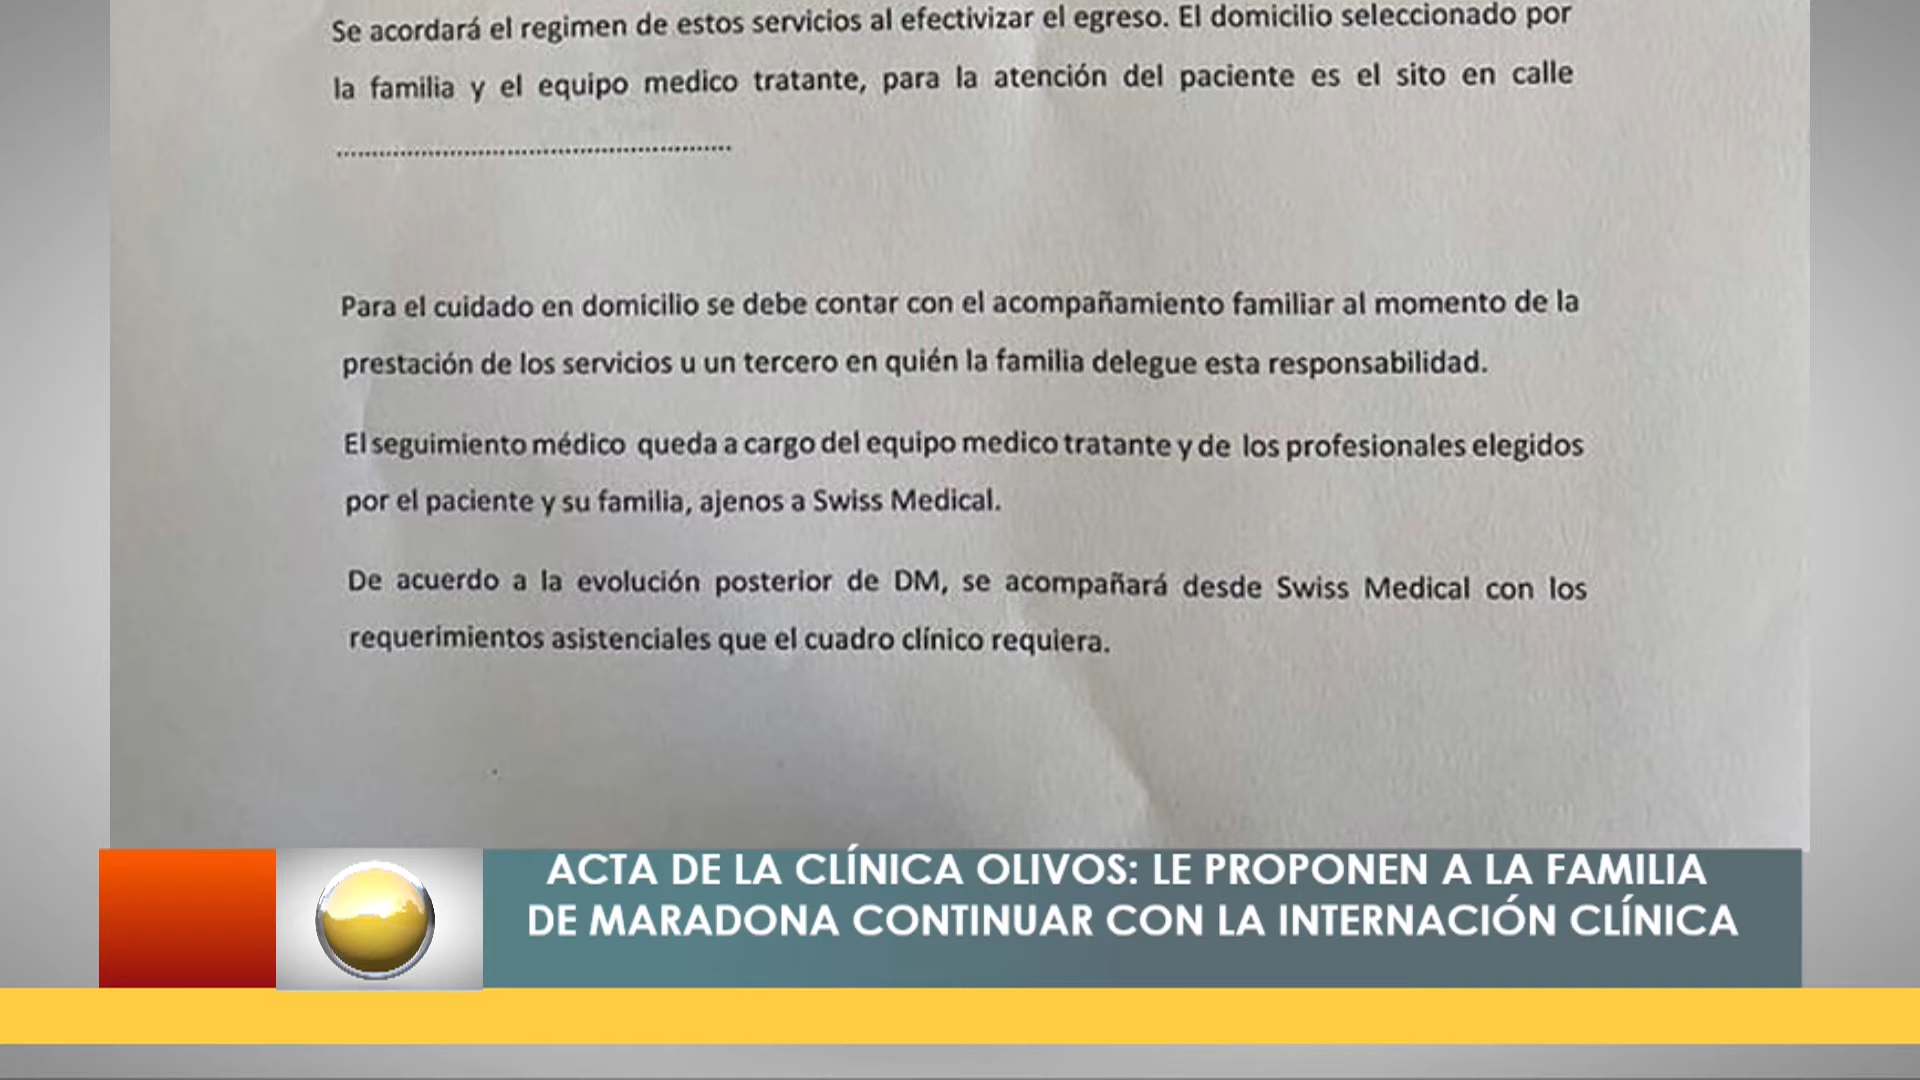 Se acordará el regimen de estos servicios al efectivizar el egreso. El domicilio seleccionado por
la familia y el equipo medico tratante, para la atención del paciente es el sito en calle
........................................................
Para el cuidado en domicilio se debe contar con el acompañamiento familiar al momento de la
prestación de los servicios u un tercero en quién la familia delegue esta responsabilidad.
El seguimiento médico queda a cargo del equipo medico tratante y de los profesionales elegidos
por el paciente y su familia, ajenos a Swiss Medical.
De acuerdo a la evolución posterior de DM, se acompañará desde Swiss Medical con los
requerimientos asistenciales que el cuadro clínico requiera.
ACTA DE LA CLÍNICA OLIVOS: LE PROPONEN A LA FAMILIA
DE MARADONA CONTINUAR CON LA INTERNACIÓN CLÍNICA